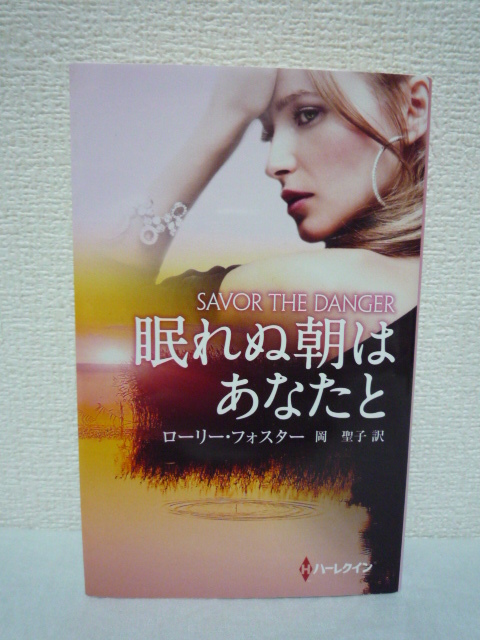 SAVOR THE DANGER
眠れぬ朝は
あなたと
ローリー・フォスター 岡 聖子 訳
H ハーレクイン